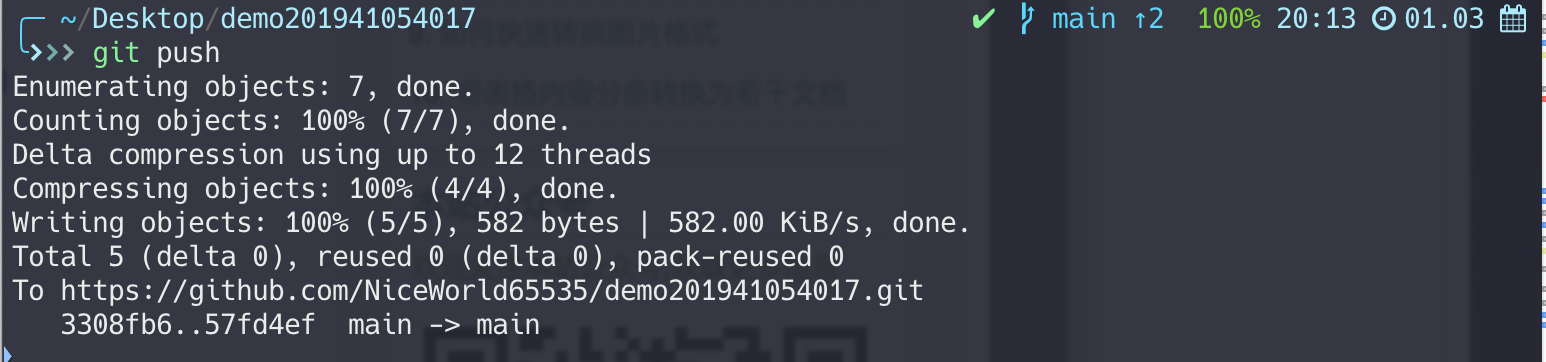 ~/Desktop/demo201941054017 ✔ main ↑2 100% 20:13 01.03
❯❯❯ git push
Enumerating objects: 7, done.
Counting objects: 100% (7/7), done.
Delta compression using up to 12 threads
Compressing objects: 100% (4/4), done.
Writing objects: 100% (5/5), 582 bytes | 582.00 KiB/s, done.
Total 5 (delta 0), reused 0 (delta 0), pack-reused 0
To https://github.com/NiceWorld65535/demo201941054017.git
3308fb6..57fd4ef main -> main